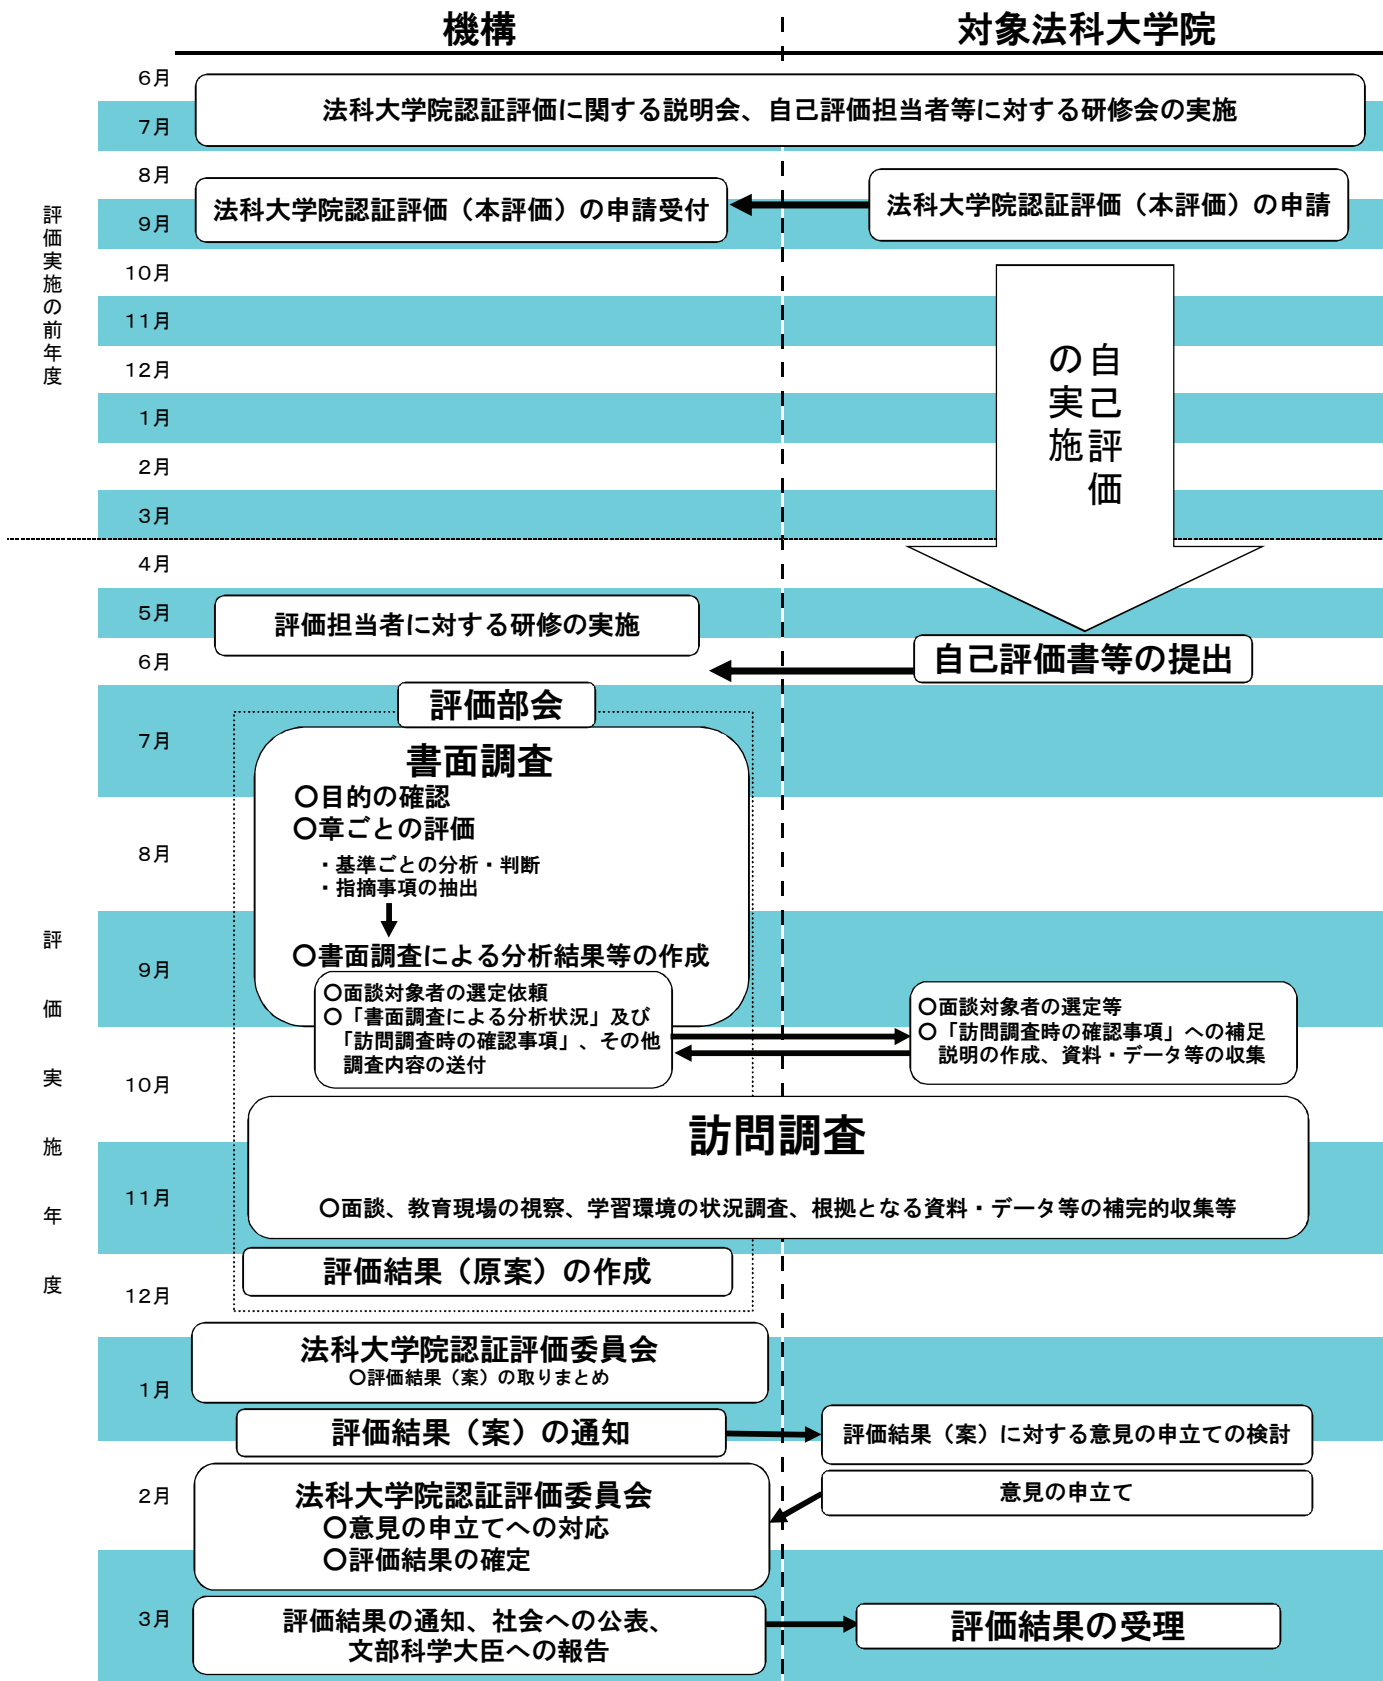 機構
対象法科大学院
評価実施の前年度
6月
法科大学院認証評価に関する説明会、自己評価担当者等に対する研修会の実施
7月
8月
法科大学院認証評価（本評価）の申請受付
法科大学院認証評価（本評価）の申請
9月
10月
11月
12月
1月
2月
3月
自己評価
の実施
評価実施年度
4月
5月
評価担当者に対する研修の実施
6月
自己評価書等の提出
評価部会
7月
書面調査
〇目的の確認
〇章ごとの評価
8月
・基準ごとの分析・判断
・指摘事項の抽出
〇書面調査による分析結果等の作成
9月
〇面談対象者の選定依頼
〇「書面調査による分析状況」及び
「訪問調査時の確認事項」、その他
調査内容の送付
〇面談対象者の選定等
〇「訪問調査時の確認事項」への補足
説明の作成、資料・データ等の収集
10月
訪問調査
11月
〇面談、教育現場の視察、学習環境の状況調査、根拠となる資料・データ等の補完的収集等
評価結果（原案）の作成
12月
法科大学院認証評価委員会
〇評価結果（案）の取りまとめ
1月
評価結果（案）の通知
評価結果（案）に対する意見の申立ての検討
2月
法科大学院認証評価委員会
〇意見の申立てへの対応
〇評価結果の確定
意見の申立て
3月
評価結果の通知、社会への公表、
文部科学大臣への報告
評価結果の受理